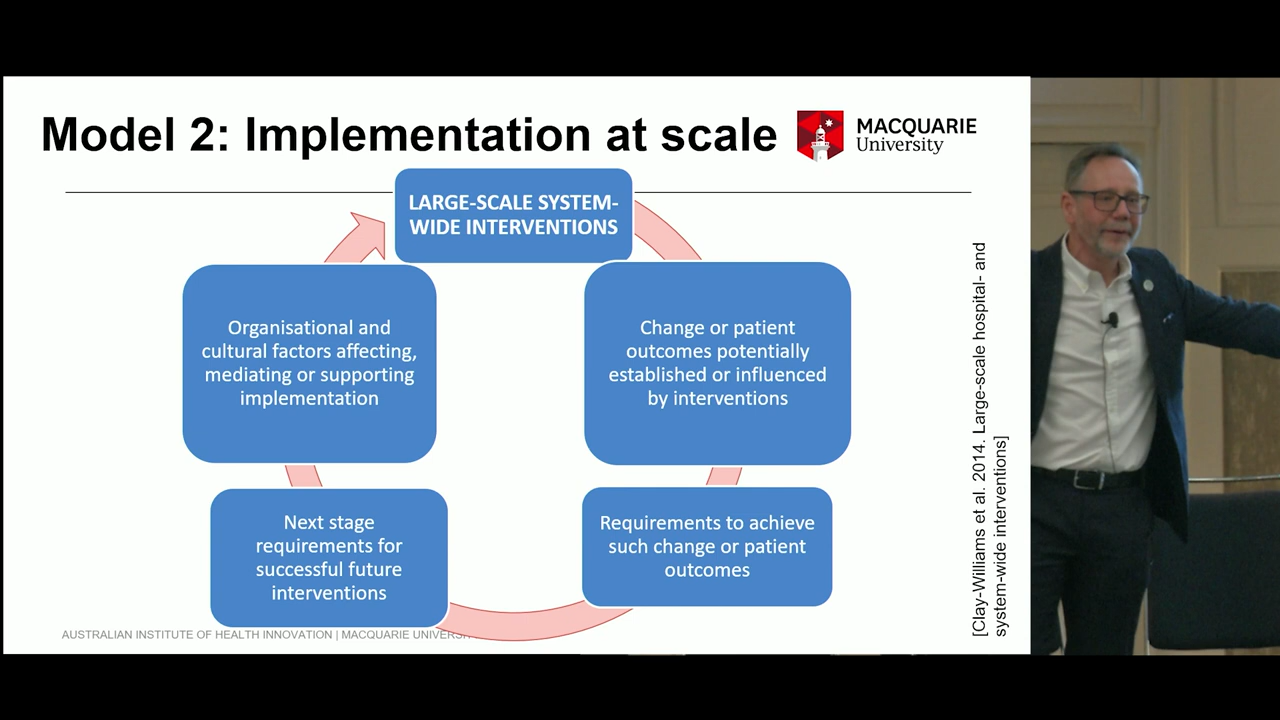 Model 2: Implementation at scale
MACQUARIE
University
LARGE-SCALE SYSTEM-
WIDE INTERVENTIONS
Organisational and
cultural factors affecting,
mediating or supporting
implementation
Change or patient
outcomes potentially
established or influenced
by interventions
Next stage
requirements for
successful future
interventions
Requirements to achieve
such change or patient
outcomes
[Clay-Williams et al. 2014. Large-scale hospital- and
system-wide interventions]
AUSTRALIAN INSTITUTE OF HEALTH INNOVATION | MACQUARIE